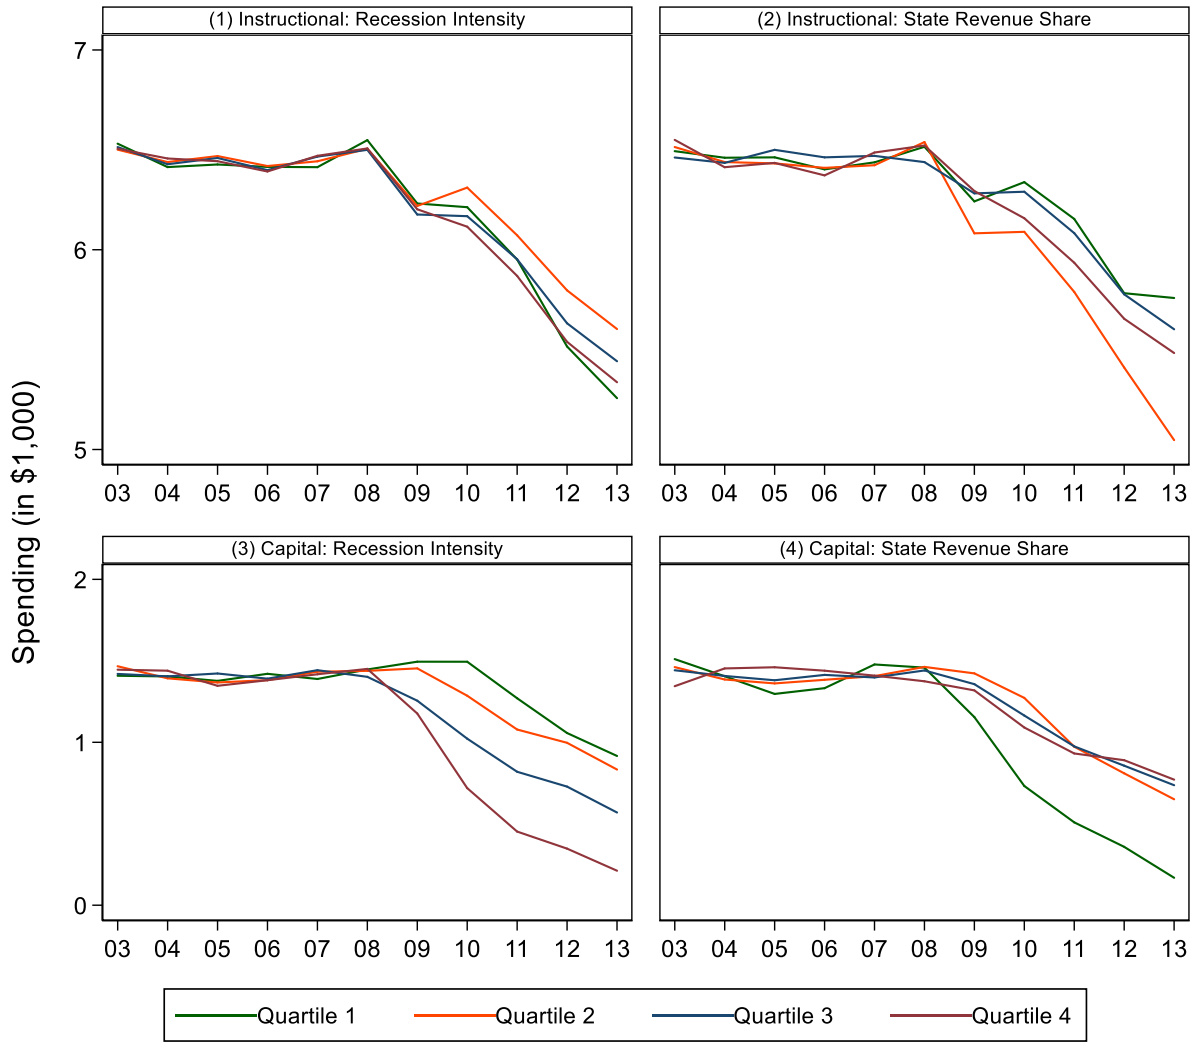 (1) Instructional: Recession Intensity
(2) Instructional: State Revenue Share
7
6
5
03 04 05 06 07 08 09 10 11 12 13
03 04 05 06 07 08 09 10 11 12 13
Spending (in $1,000)
(3) Capital: Recession Intensity
(4) Capital: State Revenue Share
2
1
0
03 04 05 06 07 08 09 10 11 12 13
03 04 05 06 07 08 09 10 11 12 13
Quartile 1 Quartile 2 Quartile 3 Quartile 4